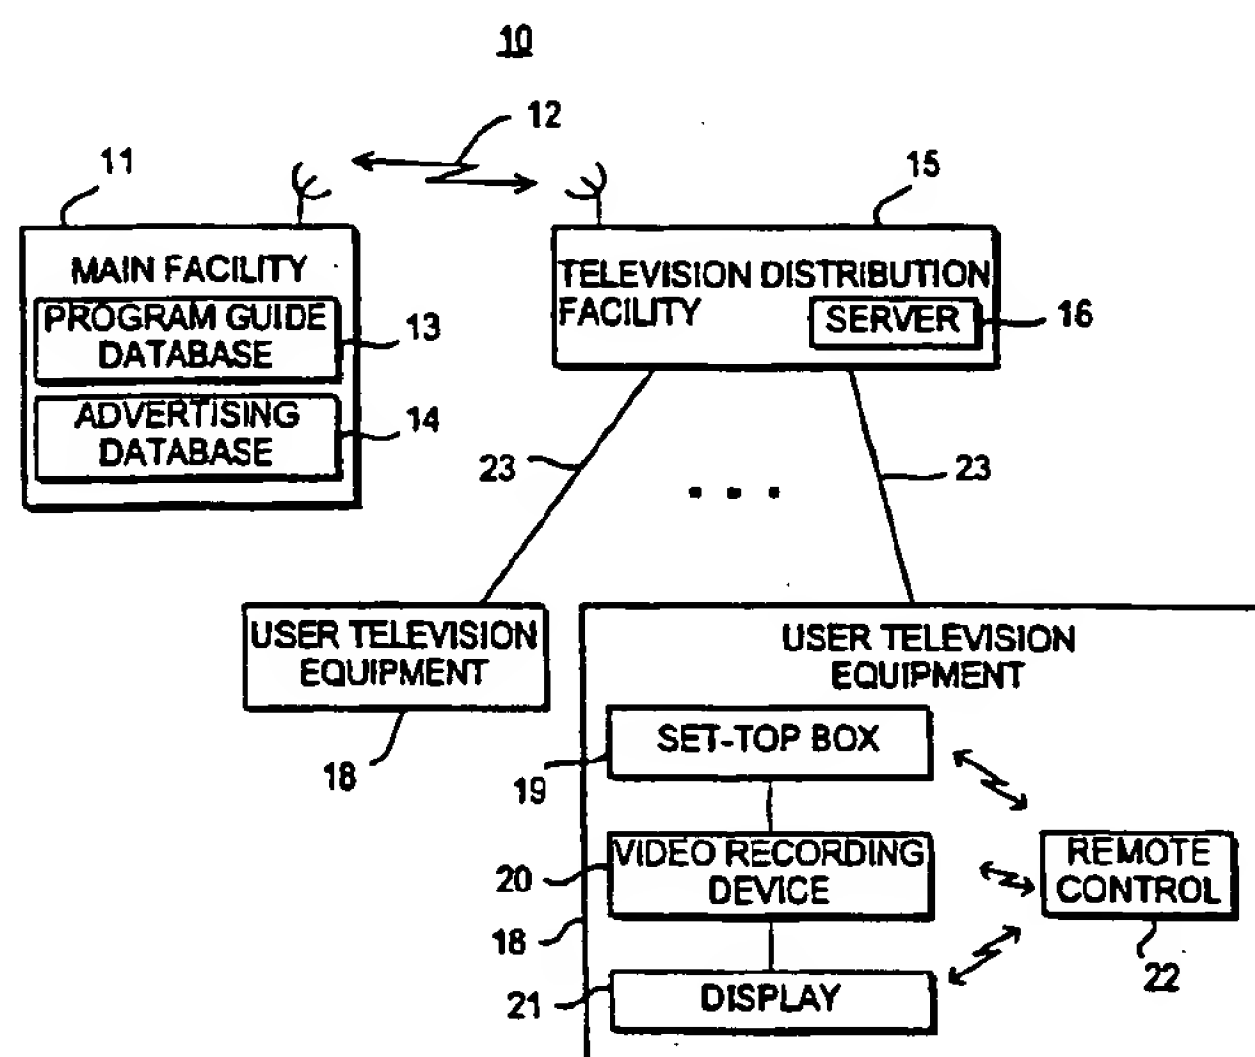 10
12
11
15
MAIN FACILITY
PROGRAM GUIDE
DATABASE
13
ADVERTISING
DATABASE
14
TELEVISION DISTRIBUTION
FACILITY
SERVER
16
23
23
USER TELEVISION
EQUIPMENT
18
USER TELEVISION
EQUIPMENT
SET-TOP BOX
19
VIDEO RECORDING
DEVICE
20
REMOTE
CONTROL
18
22
DISPLAY
21